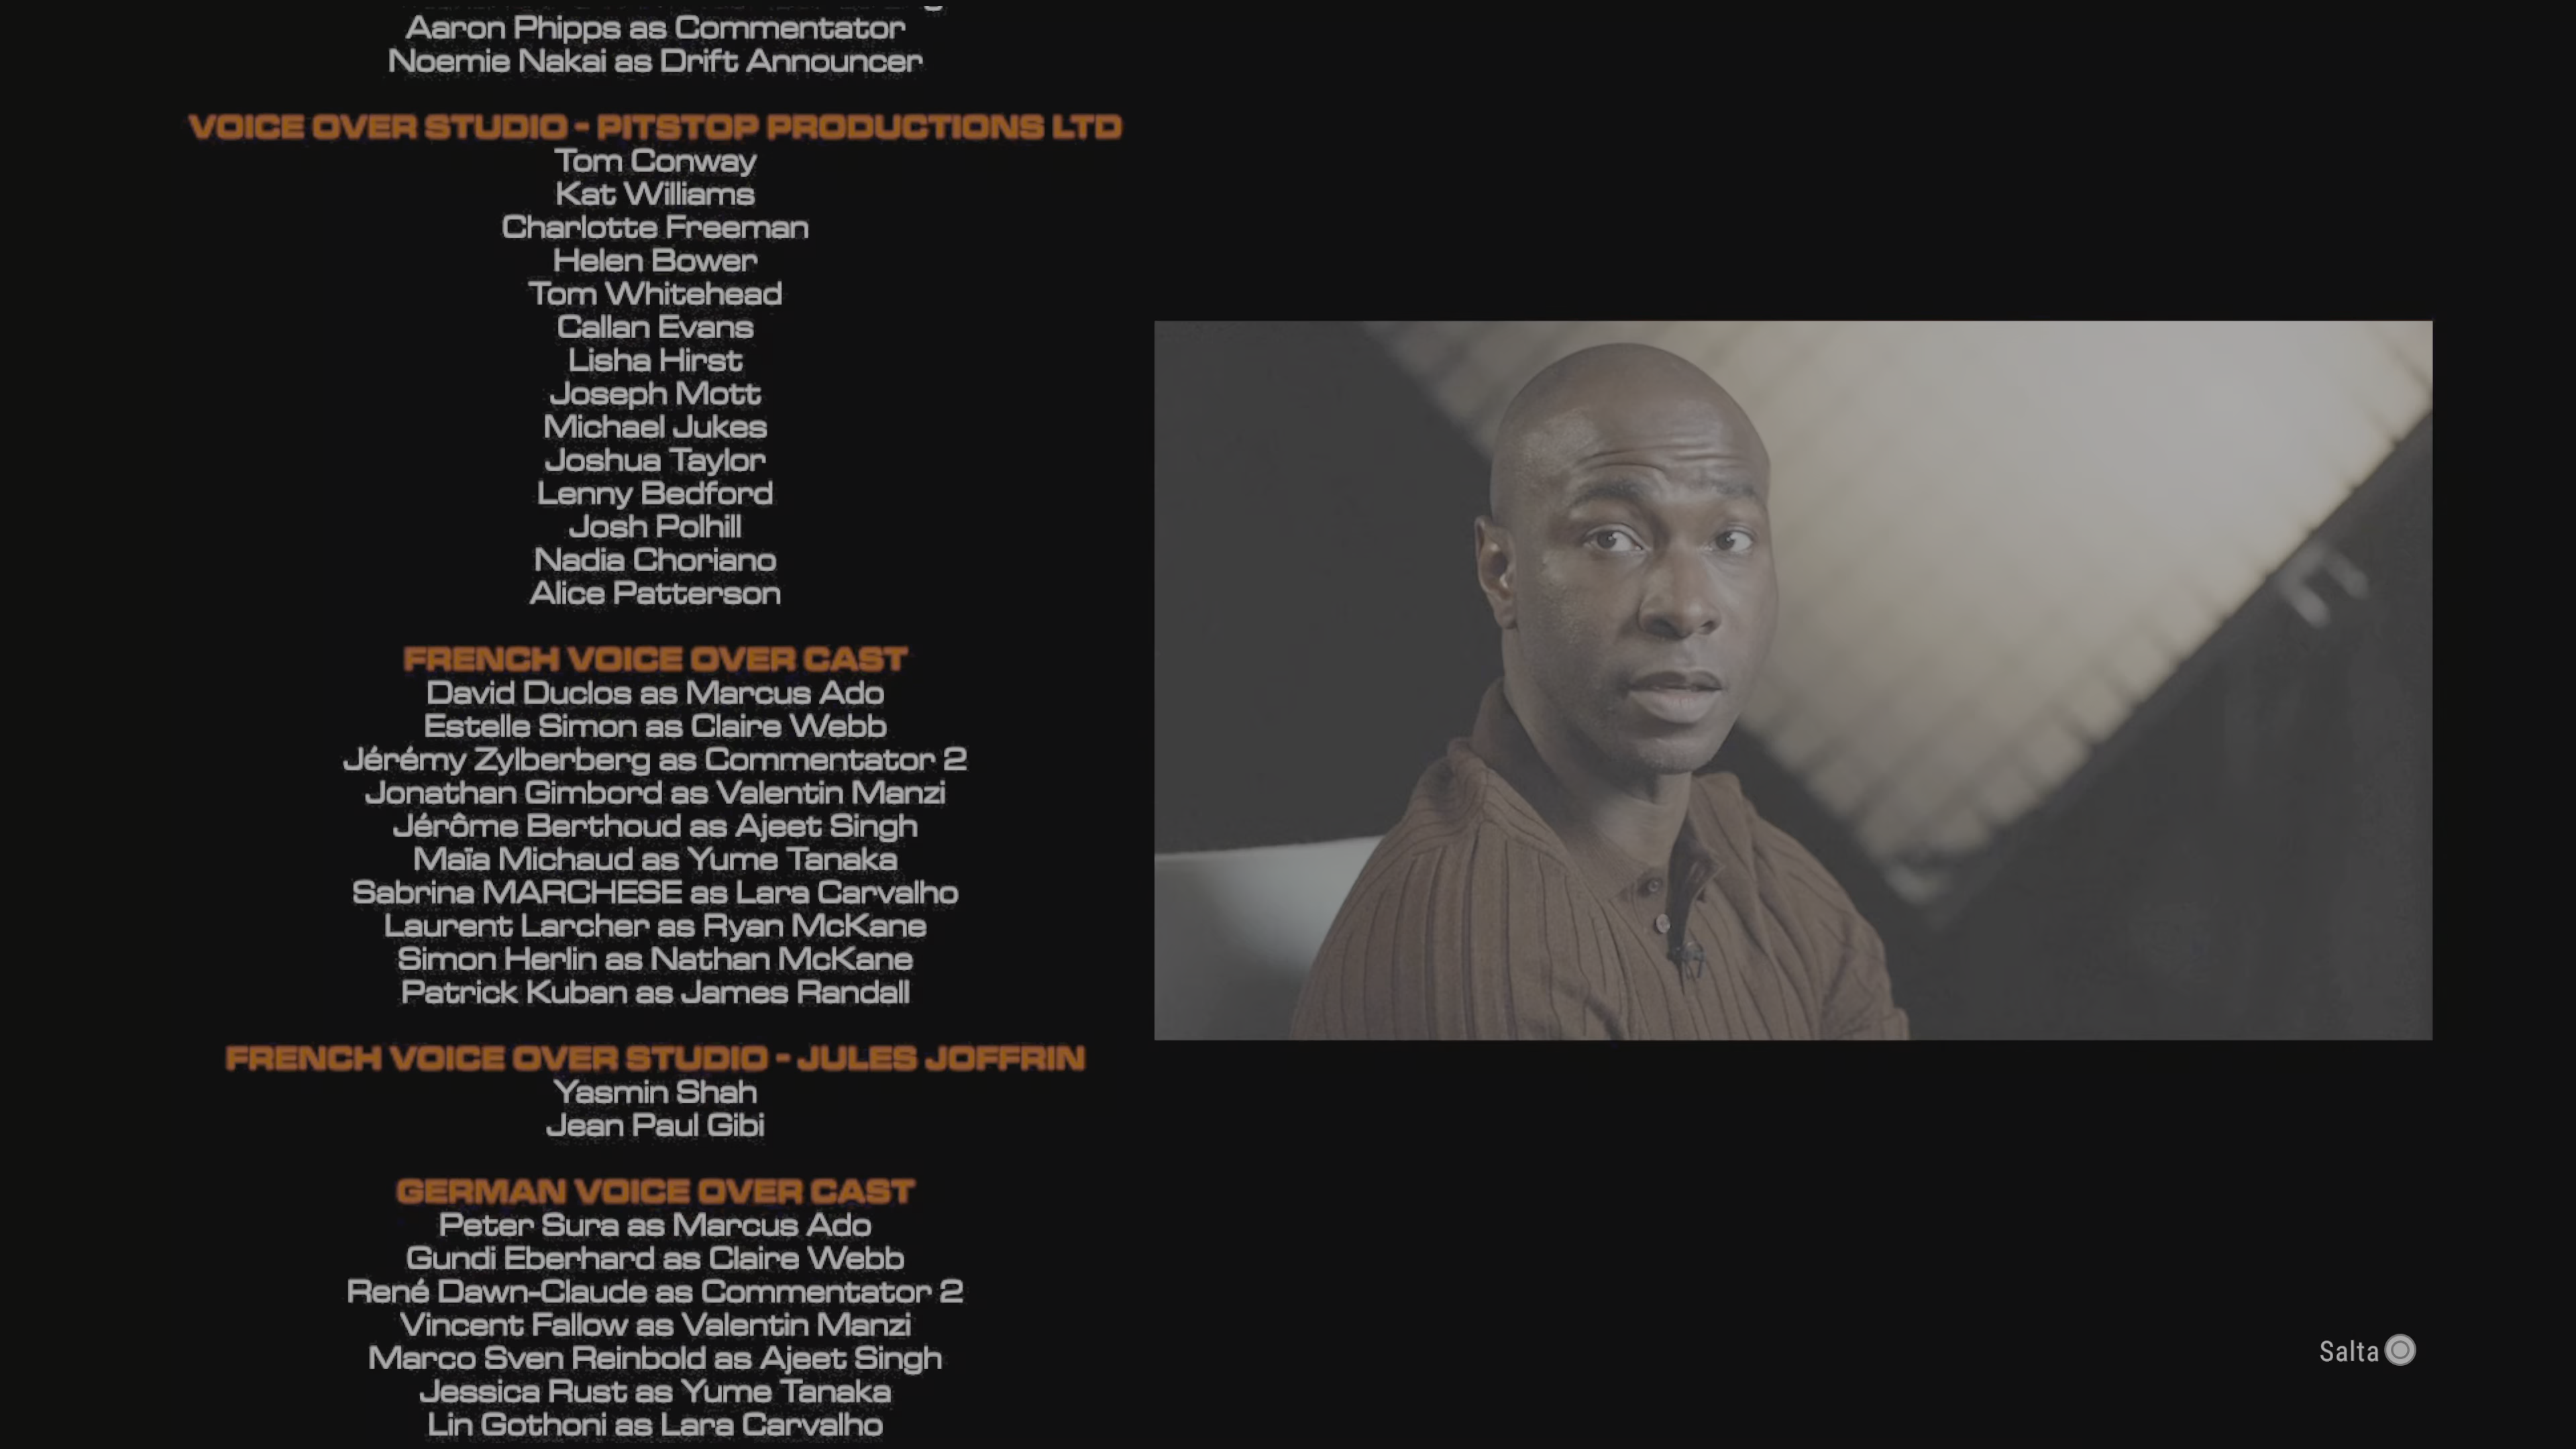 Aaron Phipps as Commentator
Noemie Nakai as Drift Announcer
VOICE OVER STUDIO - PITSTOP PRODUCTIONS LTD
Tom Conway
Kat Williams
Charlotte Freeman
Helen Bower
Tom Whitehead
Callan Evans
Lisha Hirst
Joseph Mott
Michael Jukes
Joshua Taylor
Lenny Bedford
Josh Polhill
Nadia Choriano
Alice Patterson
FRENCH VOICE OVER CAST
David Duclos as Marcus Ado
Estelle Simon as Claire Webb
Jérémy Zylberberg as Commentator 2
Jonathan Gimbord as Valentin Manzi
Jérôme Berthoud as Ajeet Singh
Maïa Michaud as Yume Tanaka
Sabrina MARCHESE as Lara Carvalho
Laurent Larcher as Ryan McKane
Simon Herlin as Nathan McKane
Patrick Kuban as James Randall
FRENCH VOICE OVER STUDIO - JULES JOFFRIN
Yasmin Shah
Jean Paul Gibi
GERMAN VOICE OVER CAST
Peter Sura as Marcus Ado
Gundi Eberhard as Claire Webb
René Dawn-Claude as Commentator 2
Vincent Fallow as Valentin Manzi
Marco Sven Reinbold as Ajeet Singh
Jessica Rust as Yume Tanaka
Lin Gothoni as Lara Carvalho
Salta